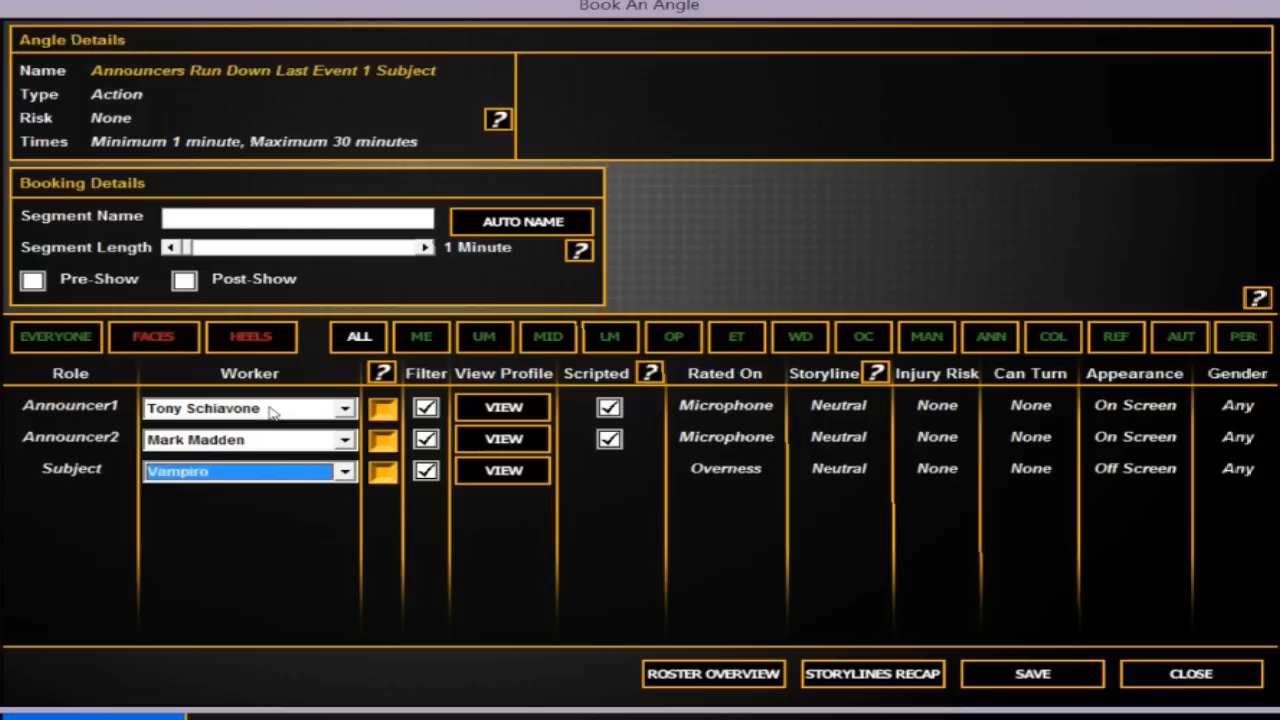 Book An Angle
Angle Details
Name Announcers Run Down Last Event 1 Subject
Type Action
Risk None
?
Times Minimum 1 minute, Maximum 30 minutes
Booking Details
Segment Name AUTO NAME
Segment Length 1 Minute ?
Pre-Show Post-Show
?
EVERYONE FACES HEELS ALL ME UM MID LM OP ET WD OC MAN ANN COL REF AUT PER
Role Worker ? Filter View Profile Scripted ? Rated On Storyline ? Injury Risk Can Turn Appearance Gender
Announcer1 Tony Schiavone VIEW Microphone Neutral None None On Screen Any
Announcer2 Mark Madden VIEW Microphone Neutral None None On Screen Any
Subject Vampiro VIEW Overness Neutral None None Off Screen Any
ROSTER OVERVIEW STORYLINES RECAP SAVE CLOSE